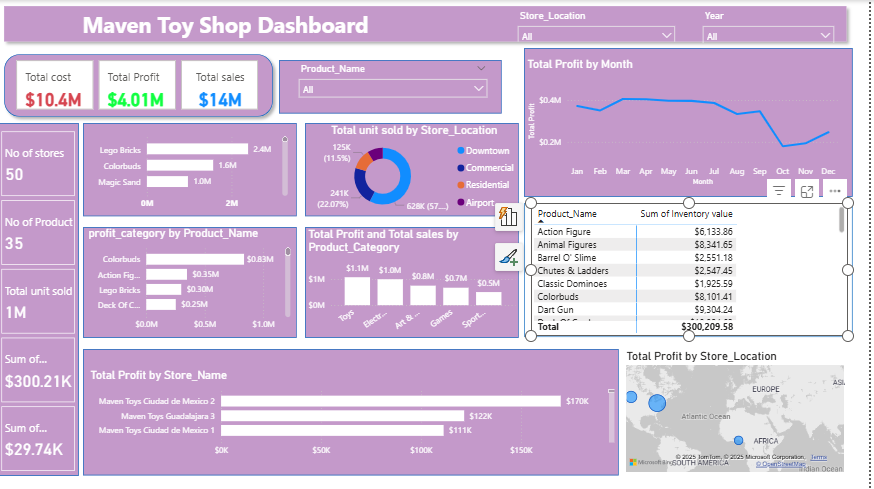 Maven Toy Shop Dashboard
Store_Location
All
Year
All
Total cost
$10.4M
Total Profit
$4.01M
Total sales
$14M
Product_Name
All
Total Profit by Month
Total Profit
$0.4M
$0.2M
Jan Feb Mar Apr May Jun Jul Aug Sep Oct Nov Dec
Month
No of stores
50
No of Product
35
Total unit sold
1M
Sum of...
$300.21K
Sum of...
$29.74K
Lego Bricks 2.4M
Colorbuds 1.6M
Magic Sand 1.0M
0M 2M
Total unit sold by Store_Location
125K
(11.5%)
241K
(22.07%)
628K (57....)
Downtown
Commercial
Residential
Airport
profit_category by Product_Name
Colorbuds $0.83M
Action Fig... $0.35M
Lego Bricks $0.30M
Deck Of C... $0.25M
$0.0M $0.5M $1.0M
Total Profit and Total sales by
Product_Category
$1M
$0M
$1.1M $1.0M $0.8M $0.7M $0.5M
Toys Electr... Art &... Games Sport...
Product_Name Sum of Inventory value
Action Figure $6,133.86
Animal Figures $8,341.65
Barrel O' Slime $2,551.18
Chutes & Ladders $2,547.45
Classic Dominoes $1,925.59
Colorbuds $8,101.41
Dart Gun $9,304.24
Total $300,209.58
Total Profit by Store_Name
Maven Toys Ciudad de Mexico 2 $170K
Maven Toys Guadalajara 3 $122K
Maven Toys Ciudad de Mexico 1 $111K
$0K $50K $100K $150K
Total Profit by Store_Location
EUROPE
ASI
Atlantic Ocean
AFRICA
© 2025 TomTom, © 2025 Microsoft Corporation, Terms
Microsoft Bing
SOUTH AMERICA
© OpenStreetMap
Indian Ocean